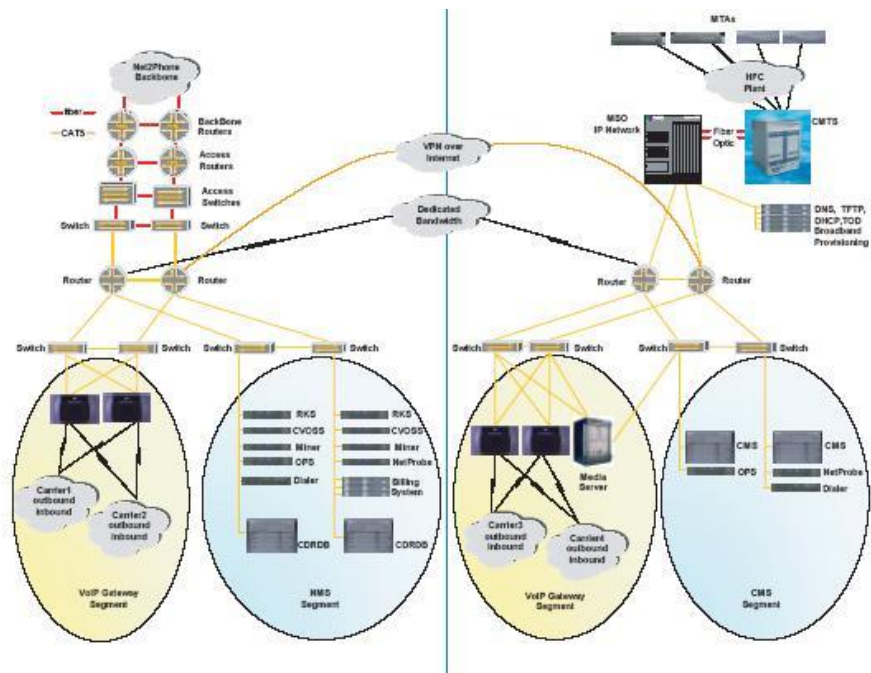 MTAs
Net2Phone
Backbone
HFC
Plant
fiber
CAT5
BackBone
Routers
MSO
IP Network
Fiber
Optic
CMTS
VPN over
Internet
Access
Routers
Access
Switches
Dedicated
Bandwidth
DNS, TFTP,
DHCP,TOD
Broadband
Provisioning
Switch
Switch
Router
Router
Router
Router
Switch
Switch
Switch
Switch
Switch
Switch
Switch
Switch
RKS
CVOSS
Miner
OPS
Dialer
CDRDB
RKS
CVOSS
Miner
NetProbe
Billing
System
CDRDB
Carrier1
outbound
Inbound
Carrier2
outbound
Inbound
VoIP Gateway
Segment
NMS
Segment
Media
Server
Carrier3
outbound
Inbound
Carrier4
outbound
Inbound
VoIP Gateway
Segment
CMS
OPS
CMS
NetProbe
Dialer
CMS
Segment